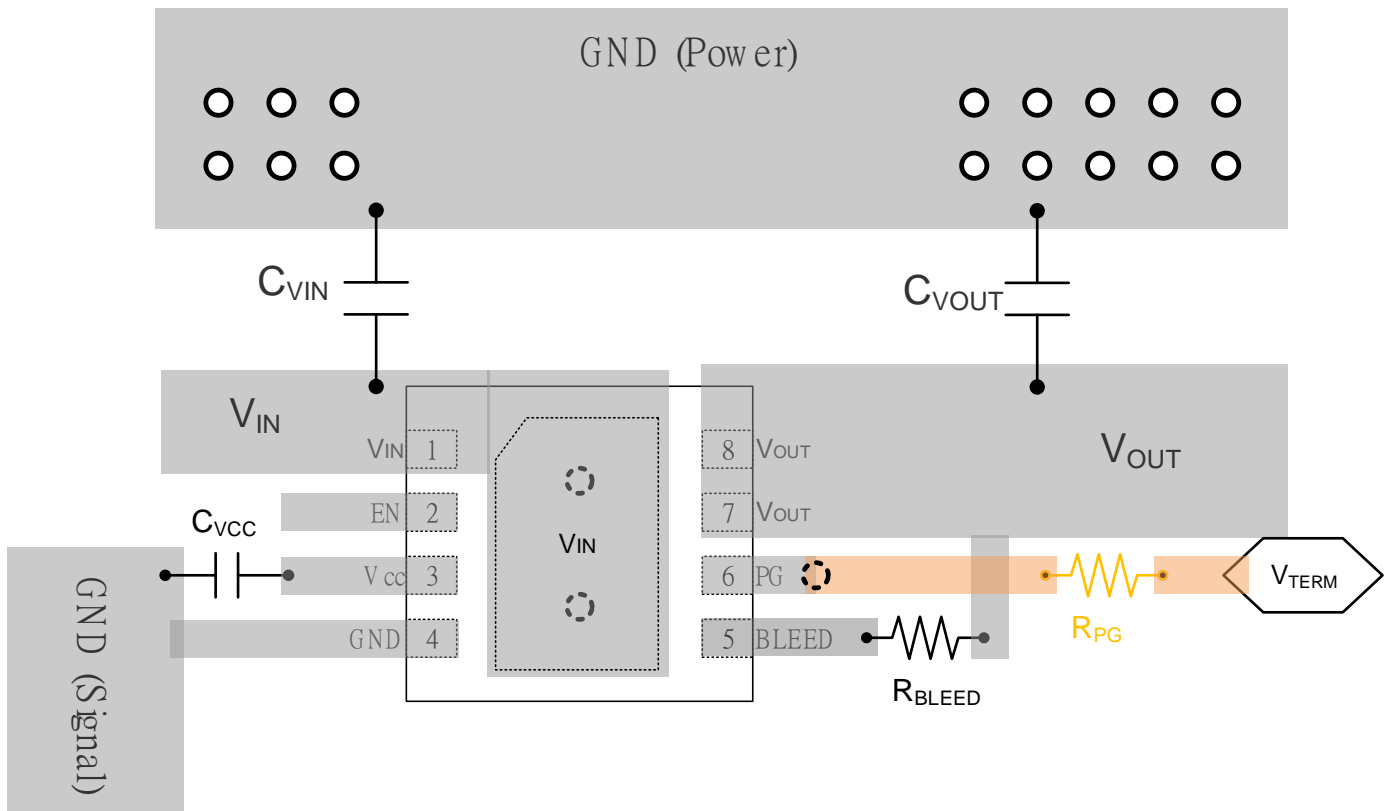 GND (Power)
CVIN
CVOUT
VIN
VOUT
VIN 1
8 VOUT
EN 2
7 VOUT
VIN
CVCC
Vcc 3
6 PG
VTERM
GND 4
5 BLEED
RPG
RBLEED
GND (Signal)